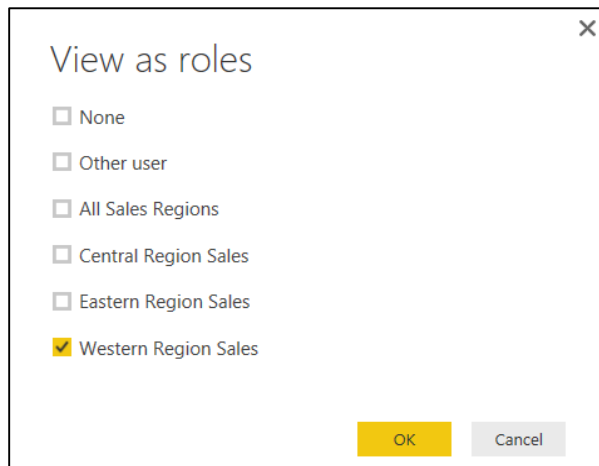 View as roles
None
Other user
All Sales Regions
Central Region Sales
Eastern Region Sales
Western Region Sales
OK Cancel